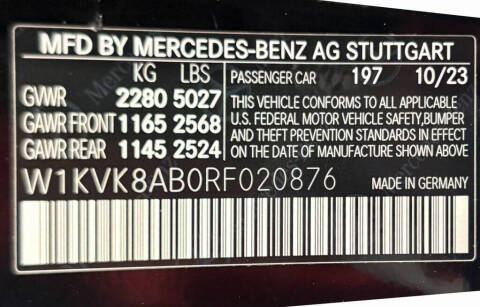 MFD BY MERCEDES-BENZ AG STUTTGART
KG LBS
GVWR 2280 5027
GAWR FRONT 1165 2568
GAWR REAR 1145 2524
PASSENGER CAR 197 10/23
THIS VEHICLE CONFORMS TO ALL APPLICABLE
U.S. FEDERAL MOTOR VEHICLE SAFETY,BUMPER
AND THEFT PREVENTION STANDARDS IN EFFECT
ON THE DATE OF MANUFACTURE SHOWN ABOVE
W1KVK8AB0RF020876 MADE IN GERMANY